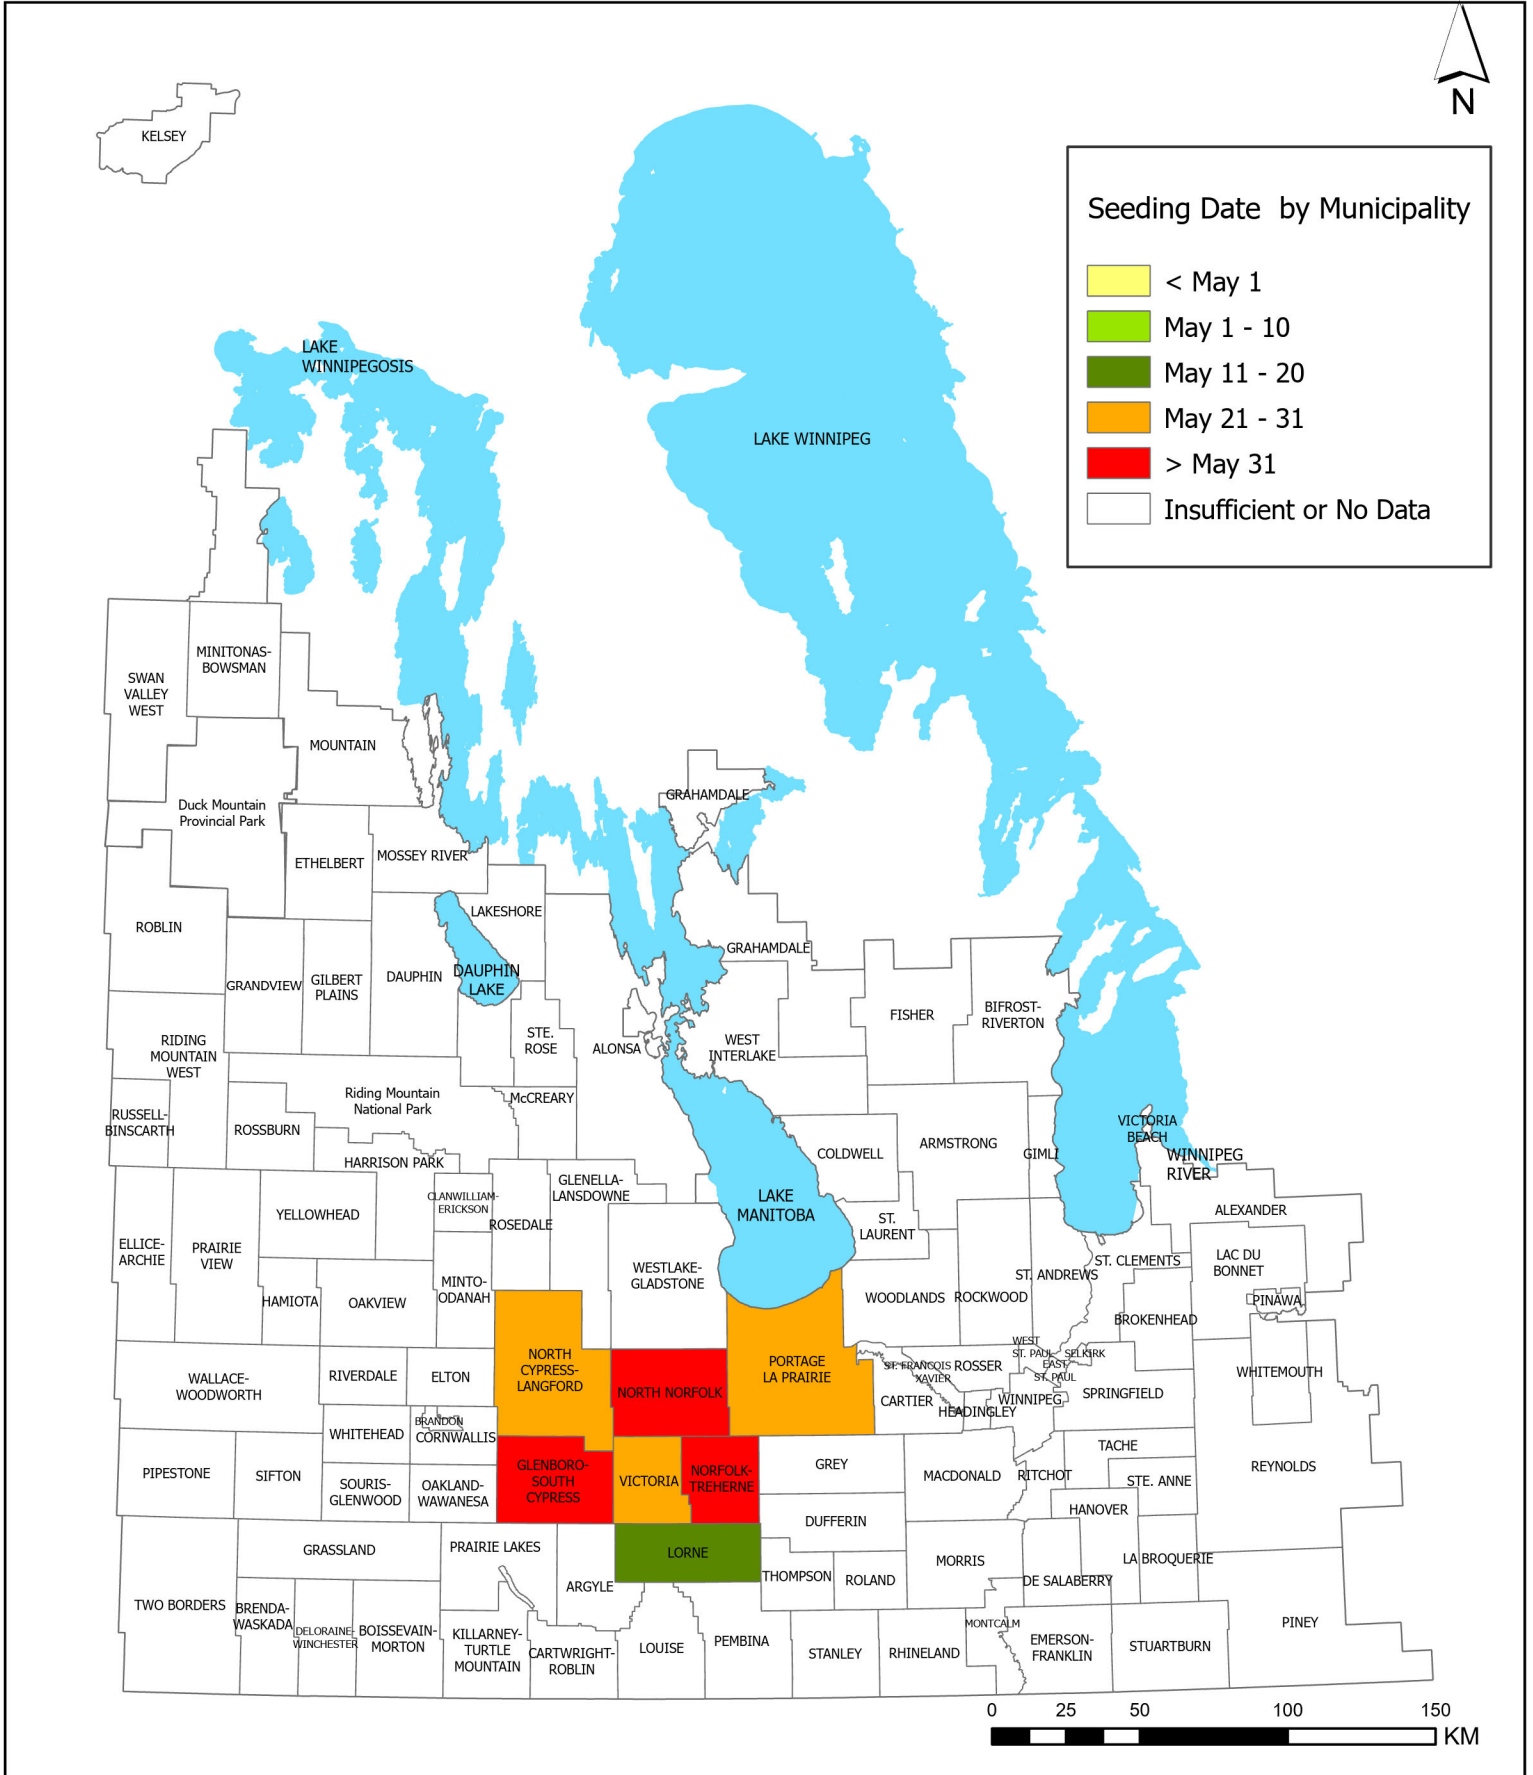 N
KELSEY
Seeding Date by Municipality
< May 1
May 1 - 10
May 11 - 20
May 21 - 31
> May 31
Insufficient or No Data
LAKE
WINNIPEGOSIS
LAKE WINNIPEG
MINITONAS-
BOWSMAN
SWAN
VALLEY
WEST
MOUNTAIN
Duck Mountain
Provincial Park
GRAHAMDALE
ETHELBERT
MOSSEY RIVER
LAKESHORE
ROBLIN
GRAHAMDALE
GRANDVIEW
GILBERT
PLAINS
DAUPHIN
DAUPHIN
LAKE
FISHER
BIFROST-
RIVERTON
STE.
ROSE
ALONSA
WEST
INTERLAKE
RIDING
MOUNTAIN
WEST
Riding Mountain
National Park
McCREARY
RUSSELL-
BINSCARTH
ROSSBURN
HARRISON PARK
VICTORIA
BEACH
ARMSTRONG
COLDWELL
GIMLI
WINNIPEG
RIVER
GLENELLA-
LANSDOWNE
CLANWILLIAM-
ERICKSON
ROSEDALE
LAKE
MANITOBA
ST.
LAURENT
ALEXANDER
YELLOWHEAD
ELLICE-
ARCHIE
PRAIRIE
VIEW
WESTLAKE-
GLADSTONE
ST. CLEMENTS
LAC DU
BONNET
ST. ANDREWS
MINTO-
ODANAH
HAMIOTA
OAKVIEW
WOODLANDS
ROCKWOOD
PINAWA
BROKENHEAD
NORTH
CYPRESS-
LANGFORD
PORTAGE
LA PRAIRIE
WEST
ST. PAUL
SELKIRK
EAST
ST. PAUL
ST. FRANCOIS
XAVIER
ROSSER
WHITEMOUTH
WALLACE-
WOODWORTH
RIVERDALE
ELTON
NORTH NORFOLK
CARTIER
HEADINGLEY
WINNIPEG
SPRINGFIELD
BRANDON
CORNWALLIS
WHITEHEAD
TACHE
PIPESTONE
SIFTON
SOURIS-
GLENWOOD
OAKLAND-
WAWANESA
GLENBORO-
SOUTH
CYPRESS
VICTORIA
NORFOLK-
TREHERNE
GREY
MACDONALD
RITCHOT
STE. ANNE
REYNOLDS
HANOVER
DUFFERIN
GRASSLAND
PRAIRIE LAKES
LORNE
MORRIS
LA BROQUERIE
ARGYLE
THOMPSON
ROLAND
DE SALABERRY
TWO BORDERS
BRENDA-
WASKADA
DELORAINE-
WINCHESTER
BOISSEVAIN-
MORTON
KILLARNEY-
TURTLE
MOUNTAIN
CARTWRIGHT-
ROBLIN
LOUISE
PEMBINA
STANLEY
RHINELAND
MONTCALM
EMERSON-
FRANKLIN
STUARTBURN
PINEY
0 25 50 100 150
KM